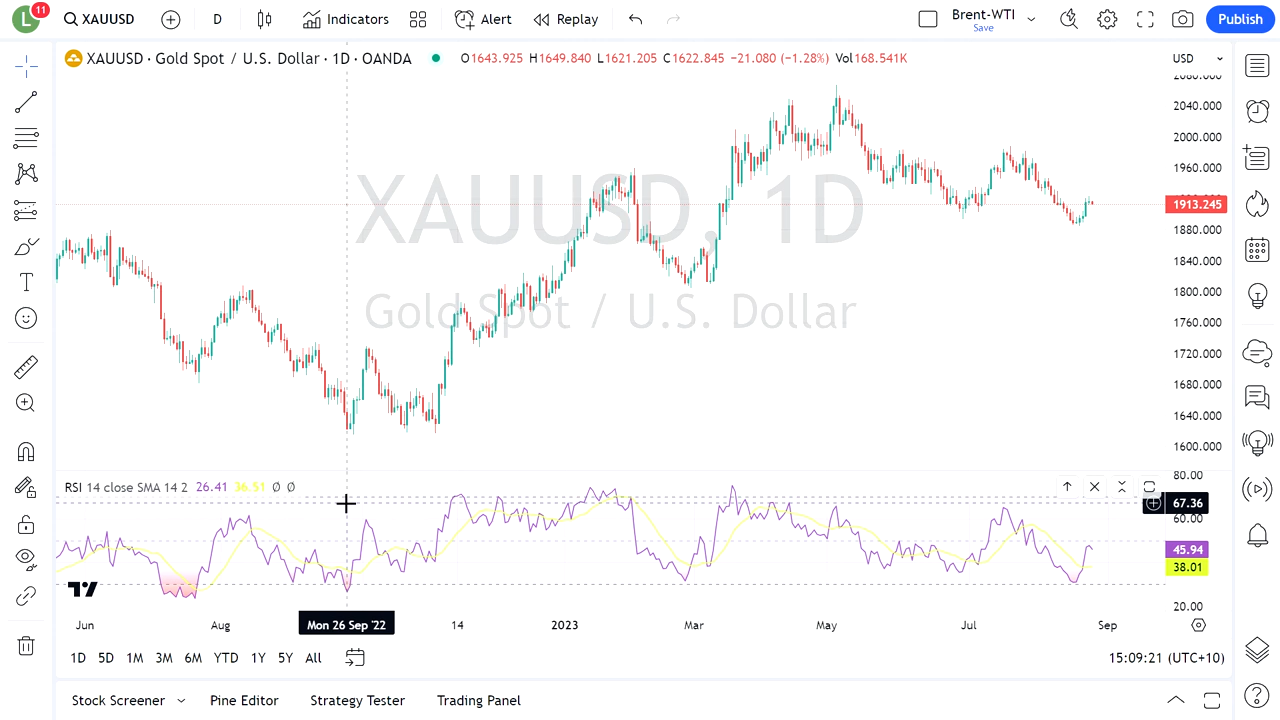 L 11 XAUUSD D Indicators Alert Replay Brent-WTI Save Publish
XAUUSD · Gold Spot / U.S. Dollar · 1D · OANDA O1643.925 H1649.840 L1621.205 C1622.845 −21.080 (−1.28%) Vol168.541K USD
2080.000
2040.000
2000.000
1960.000
XAUUSD, 1D
1913.245
1880.000
1840.000
1800.000
Gold Spot / U.S. Dollar
1760.000
1720.000
1680.000
1640.000
1600.000
80.00
RSI 14 close SMA 14 2 26.41 36.51 Ø Ø
67.36
60.00
45.94
38.01
20.00
Jun Aug Mon 26 Sep '22 14 2023 Mar May Jul Sep
1D 5D 1M 3M 6M YTD 1Y 5Y All 15:09:21 (UTC+10)
Stock Screener Pine Editor Strategy Tester Trading Panel